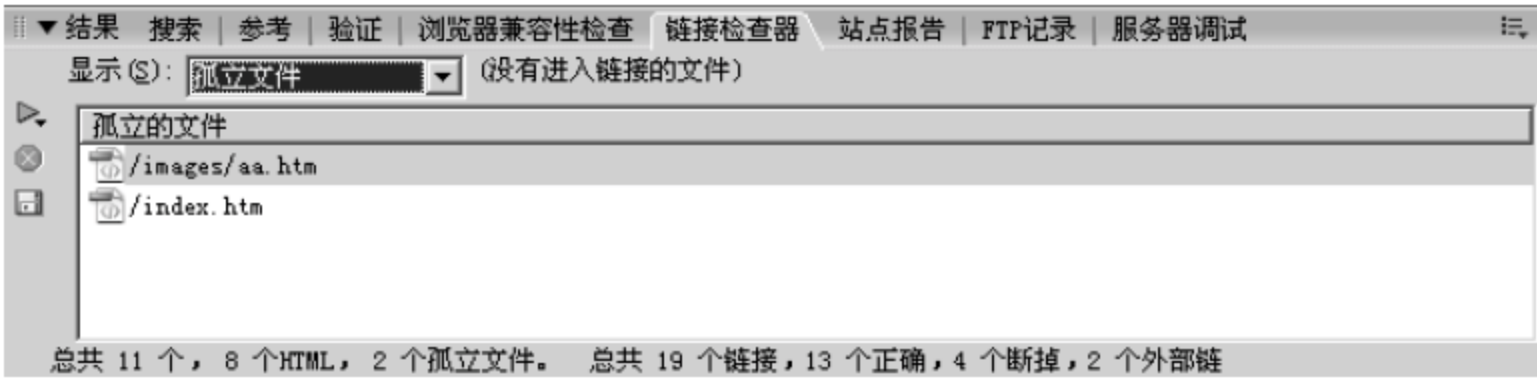 结果 搜索 | 参考 | 验证 | 浏览器兼容性检查 链接检查器 站点报告 | FTP记录 | 服务器调试
显示(S): 孤立文件 (没有进入链接的文件)
孤立的文件
/images/aa.htm
/index.htm
总共 11 个, 8 个HTML, 2 个孤立文件。 总共 19 个链接,13 个正确,4 个断掉,2 个外部链